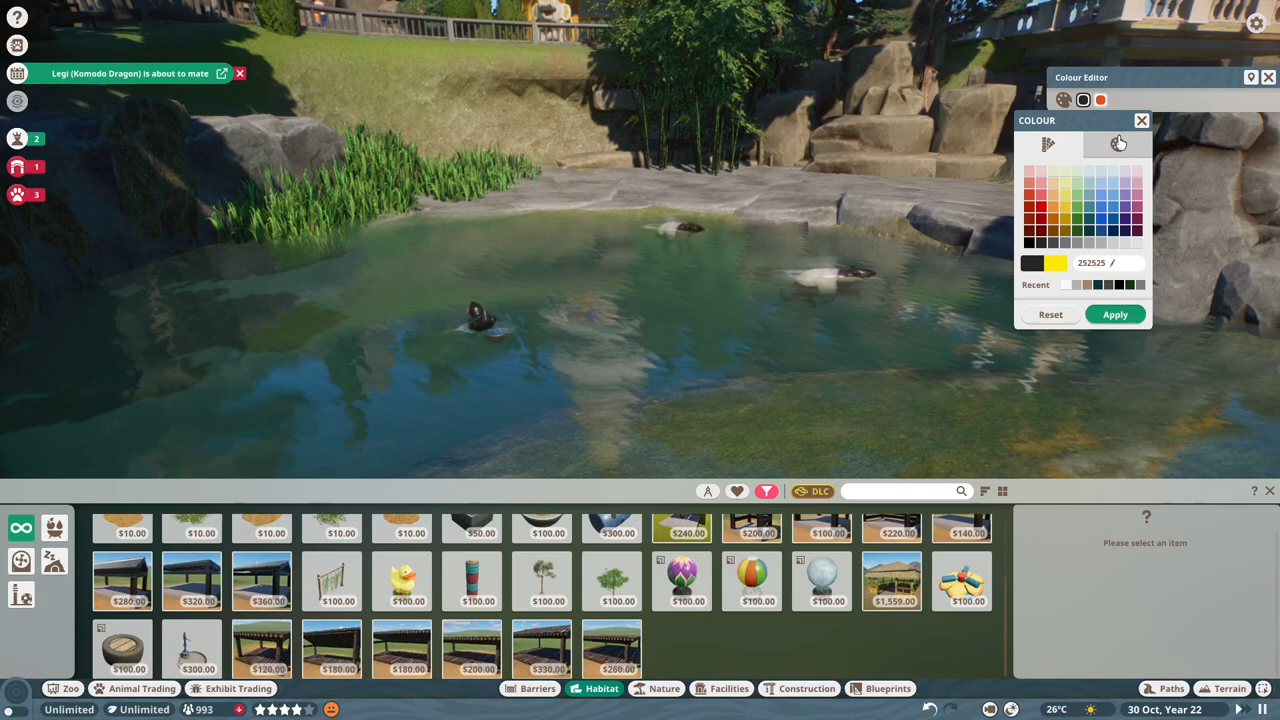 ?
Legi (Komodo Dragon) is about to mate
2
1
3
Colour Editor
COLOUR
252525
Recent
Reset
Apply
DLC
?
$10.00 $10.00 $10.00 $10.00 $10.00 $50.00 $100.00 $300.00 $240.00 $200.00 $100.00 $220.00 $140.00
$280.00 $320.00 $360.00 $100.00 $100.00 $100.00 $100.00 $100.00 $100.00 $100.00 $100.00 $1,559.00 $100.00
$100.00 $300.00 $120.00 $180.00 $180.00 $200.00 $330.00 $260.00
?
Please select an item
Zoo Animal Trading Exhibit Trading Barriers Habitat Nature Facilities Construction Blueprints Paths Terrain
Unlimited Unlimited 993 26°C 30 Oct, Year 22